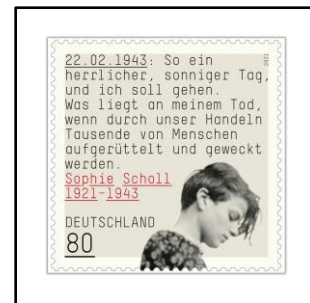 22.02.1943: So ein
herrlicher, sonniger Tag,
und ich soll gehen.
Was liegt an meinem Tod,
wenn durch unser Handeln
Tausende von Menschen
aufgerüttelt und geweckt
werden.
Sophie Scholl
1921-1943
DEUTSCHLAND
80
2021